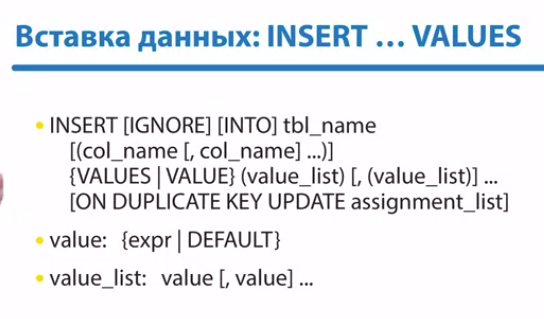 Вставка данных: INSERT ... VALUES
• INSERT [IGNORE] [INTO] tbl_name
[(col_name [, col_name] ...)]
{VALUES | VALUE} (value_list) [, (value_list)] ...
[ON DUPLICATE KEY UPDATE assignment_list]
• value: {expr | DEFAULT}
• value_list: value [, value] ...